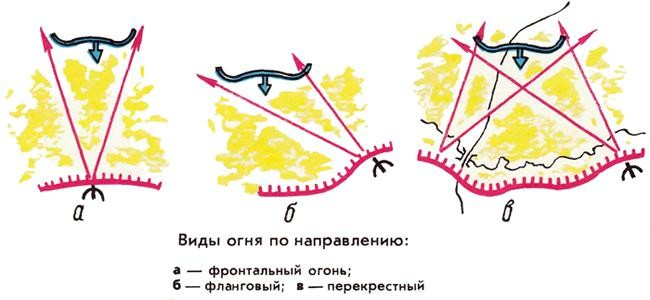 а б в
Виды огня по направлению:
а — фронтальный огонь;
б — фланговый; в — перекрестный